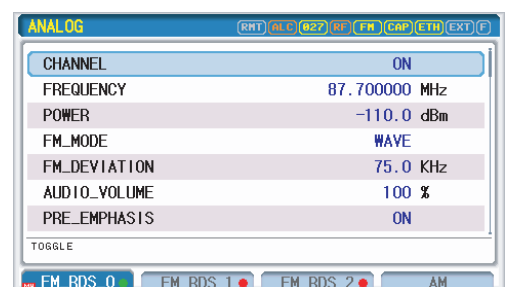 ANALOG RMT ALC 027 RF FM CAP ETH EXT F
CHANNEL ON
FREQUENCY 87.700000 MHz
POWER -110.0 dBm
FM_MODE WAVE
FM_DEVIATION 75.0 KHz
AUDIO_VOLUME 100 %
PRE_EMPHASIS ON
TOGGLE
FM RDS 0 FM RDS 1 FM RDS 2 AM